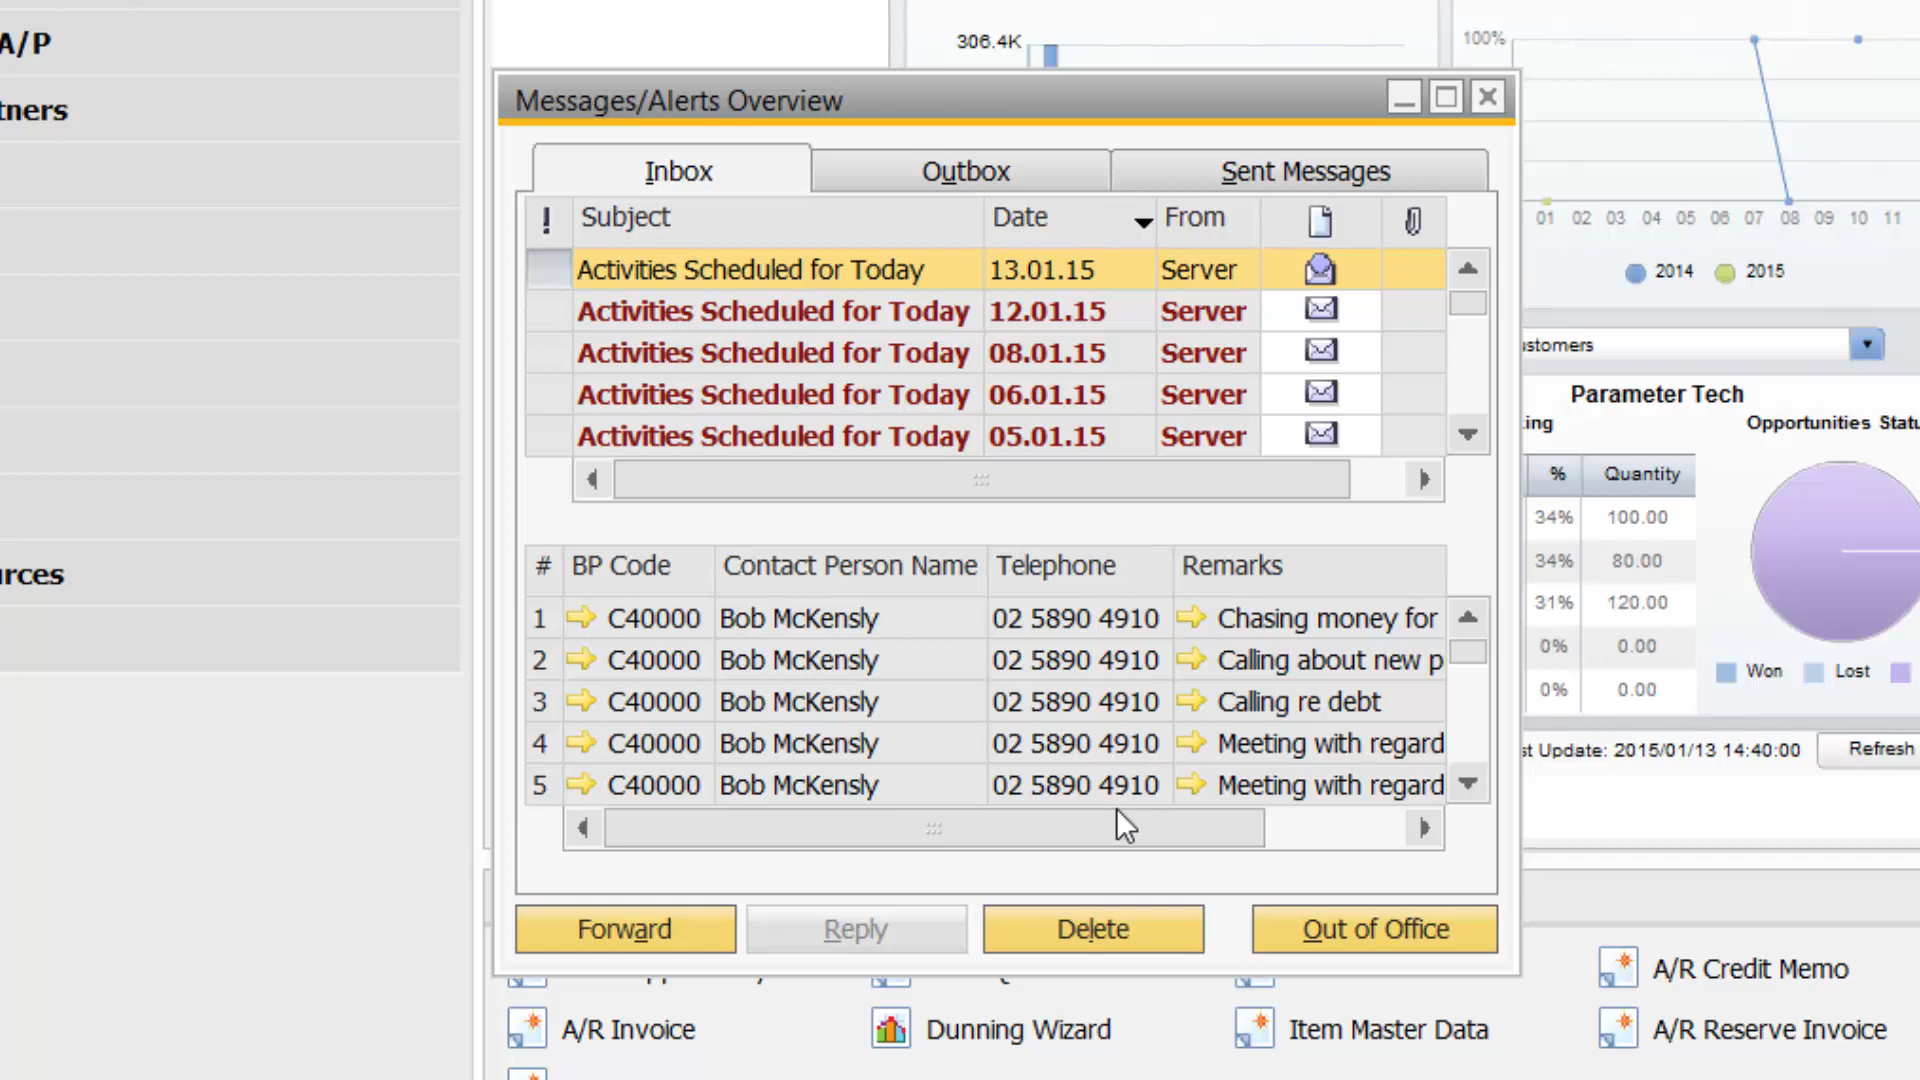 A/P
tners
urces
306.4K
100%
01 02 03 04 05 06 07 08 09 10 11
2014 2015
stomers
Parameter Tech
king
Opportunities Statu
% Quantity
34% 100.00
34% 80.00
31% 120.00
0% 0.00
0% 0.00
Won Lost
st Update: 2015/01/13 14:40:00 Refresh
Messages/Alerts Overview
Inbox Outbox Sent Messages
! Subject Date From
Activities Scheduled for Today 13.01.15 Server
Activities Scheduled for Today 12.01.15 Server
Activities Scheduled for Today 08.01.15 Server
Activities Scheduled for Today 06.01.15 Server
Activities Scheduled for Today 05.01.15 Server
# BP Code Contact Person Name Telephone Remarks
1 C40000 Bob McKensly 02 5890 4910 Chasing money for
2 C40000 Bob McKensly 02 5890 4910 Calling about new p
3 C40000 Bob McKensly 02 5890 4910 Calling re debt
4 C40000 Bob McKensly 02 5890 4910 Meeting with regard
5 C40000 Bob McKensly 02 5890 4910 Meeting with regard
Forward Reply Delete Out of Office
A/R Credit Memo
A/R Invoice Dunning Wizard Item Master Data A/R Reserve Invoice